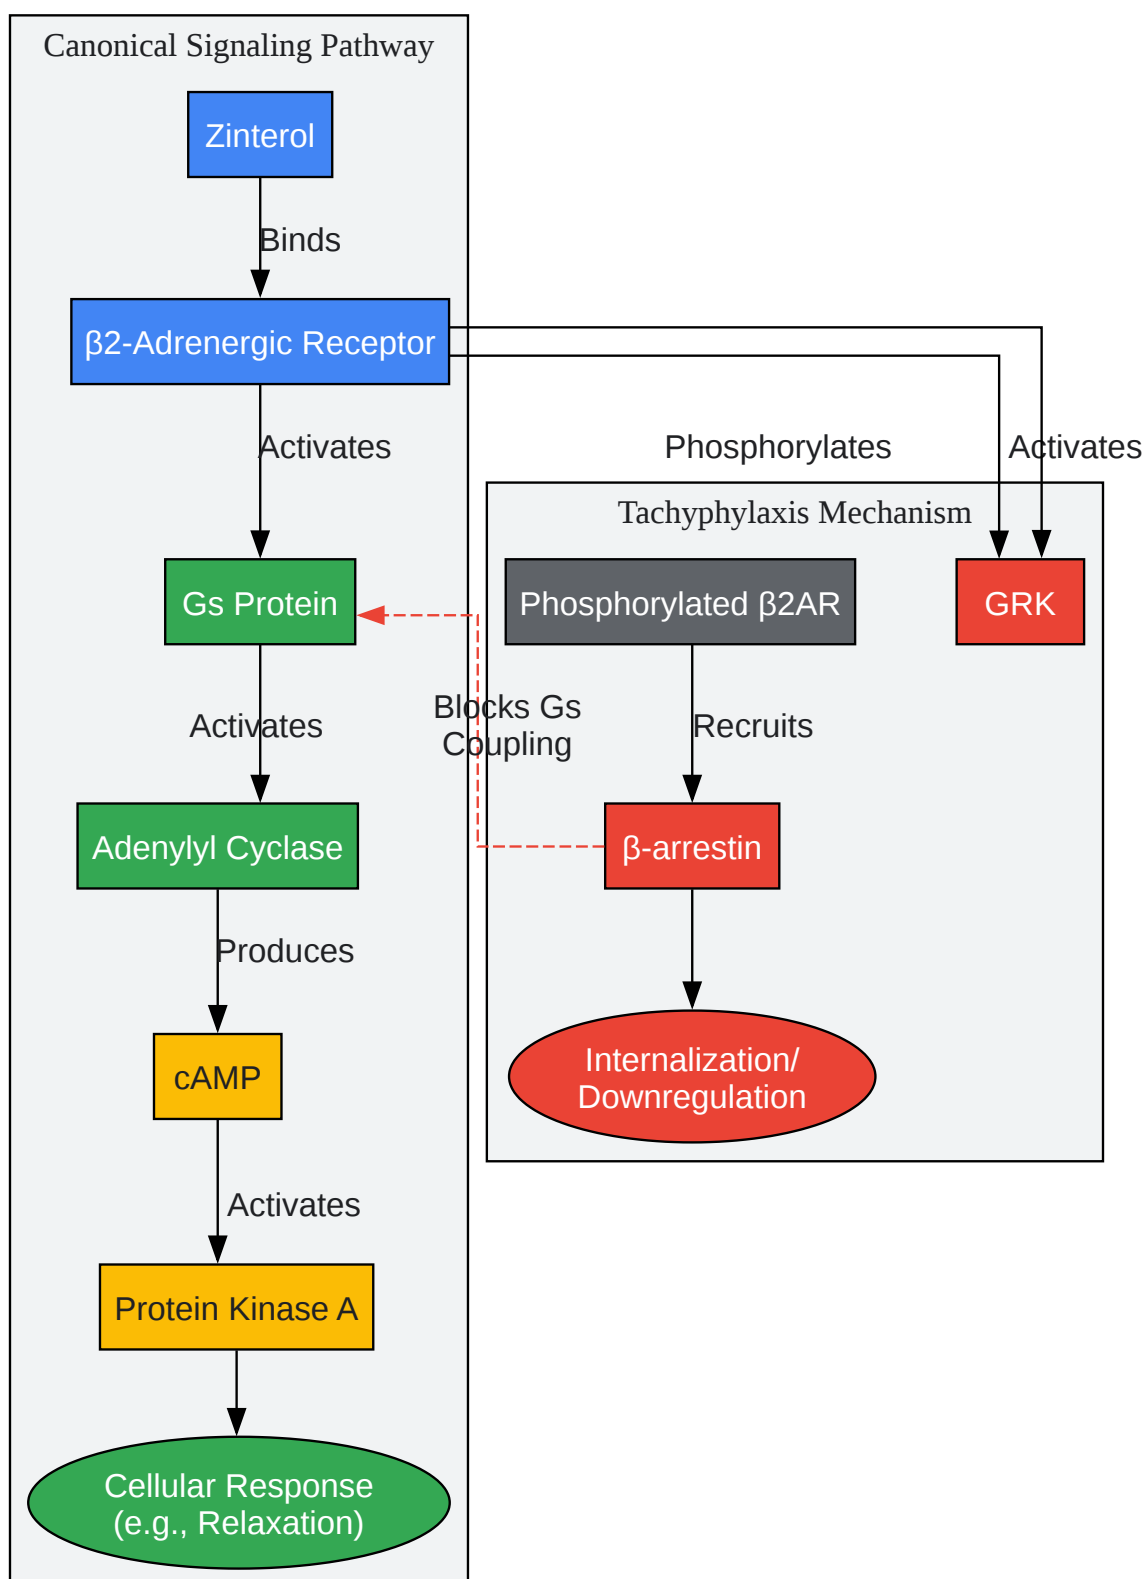 Canonical Signaling Pathway
Zinterol
Binds
β2-Adrenergic Receptor
Activates
Phosphorylates
Activates
Tachyphylaxis Mechanism
Gs Protein
Phosphorylated β2AR
GRK
Blocks Gs
Coupling
Activates
Recruits
Adenylyl Cyclase
β-arrestin
Produces
cAMP
Internalization/
Downregulation
Activates
Protein Kinase A
Cellular Response
(e.g., Relaxation)